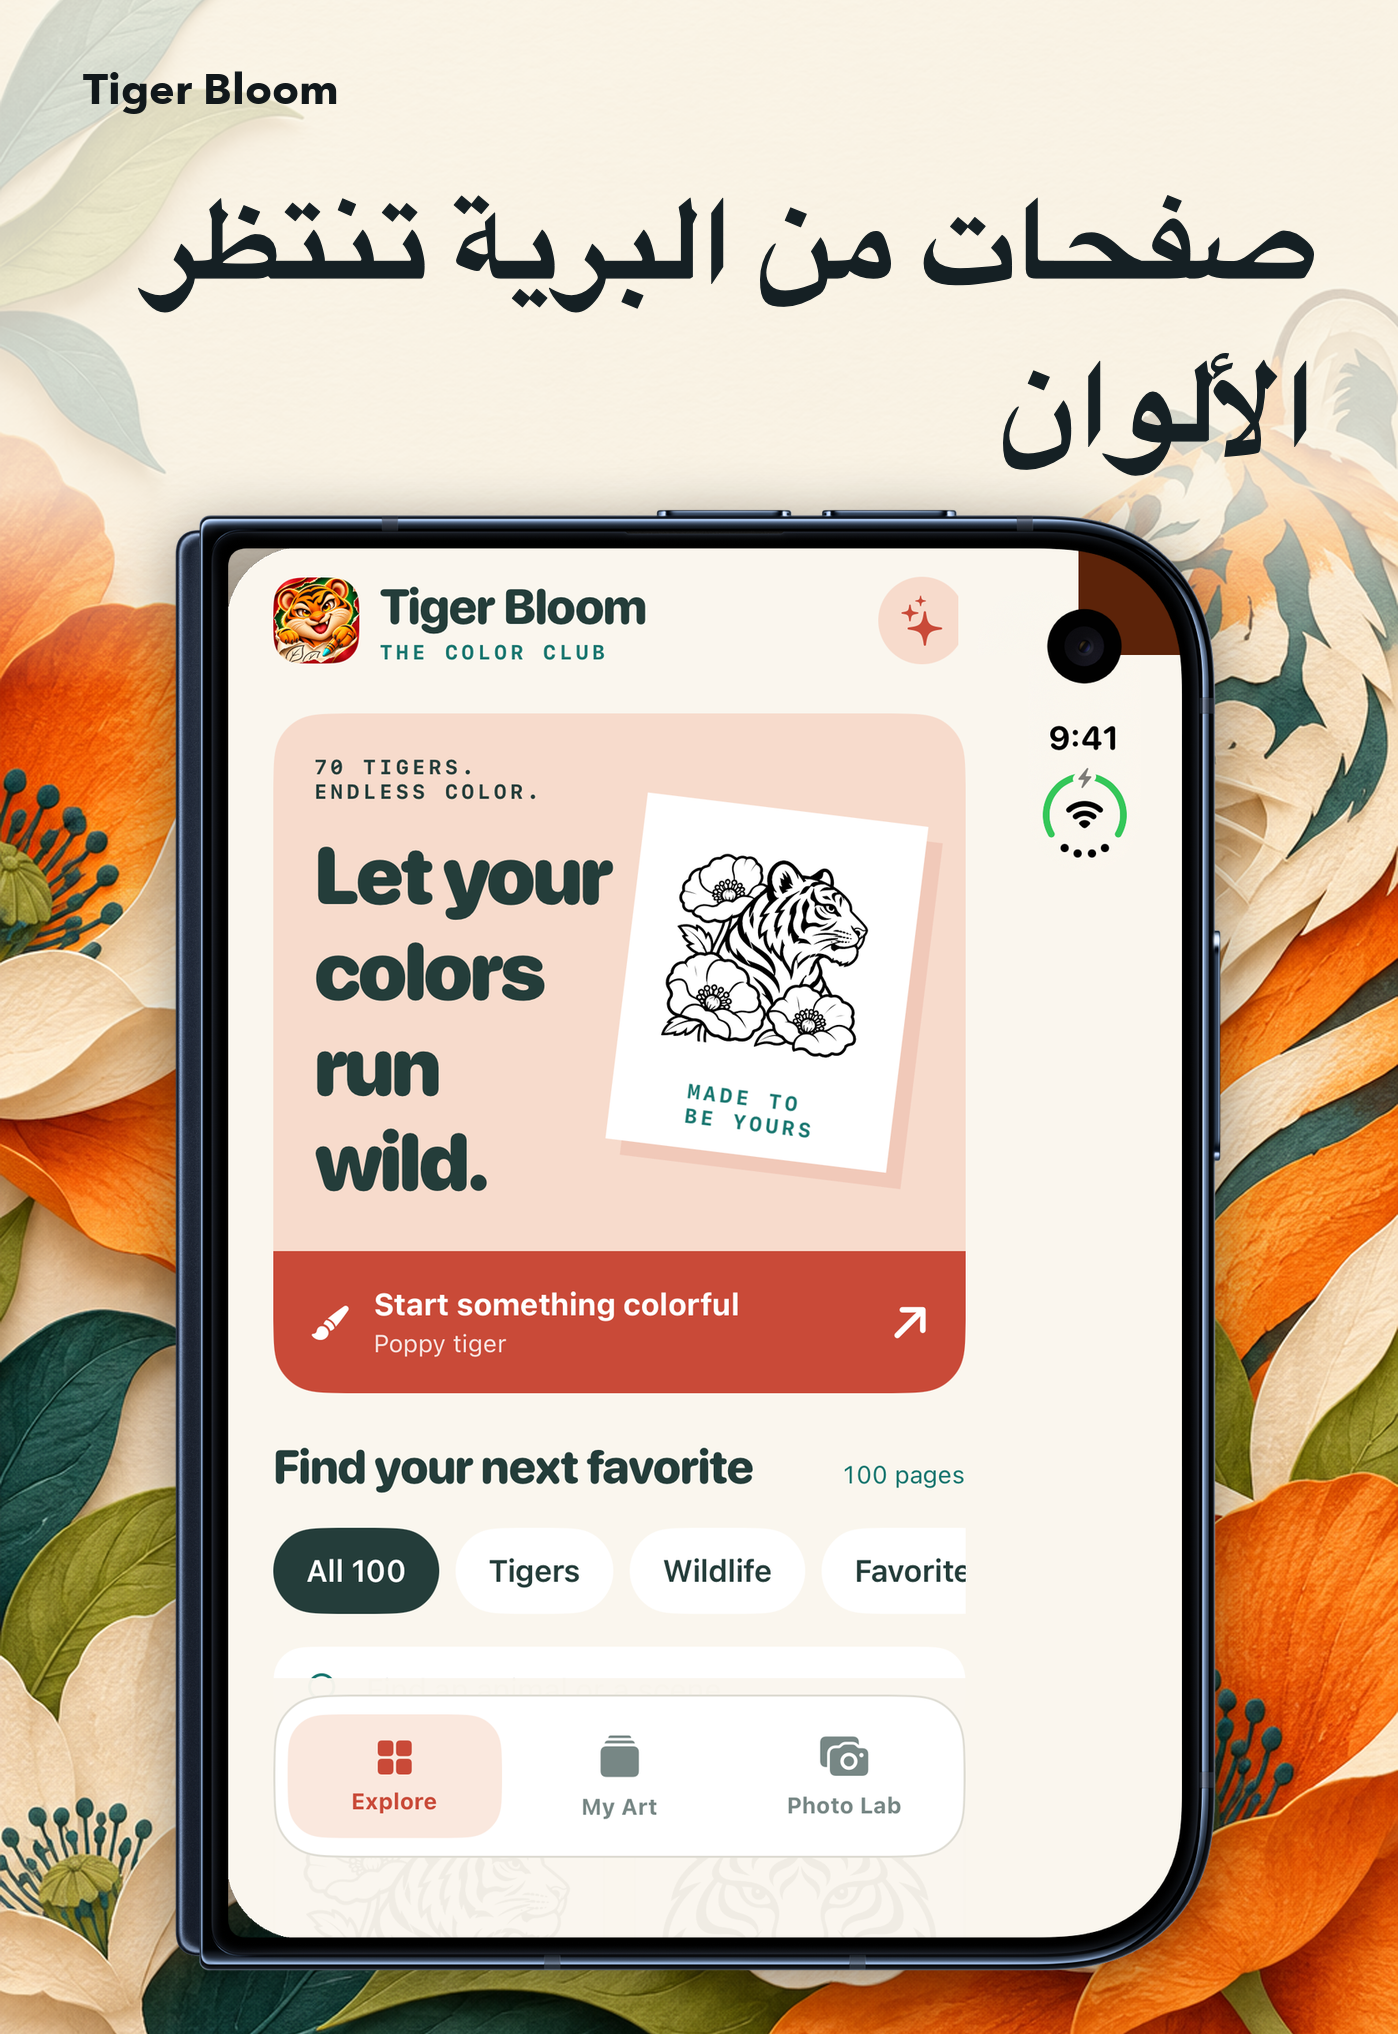 Tiger Bloom
صفحات من البرية تنتظر
الألوان
Tiger Bloom
THE COLOR CLUB
9:41
70 TIGERS.
ENDLESS COLOR.
Let your
colors
run
wild.
MADE TO
BE YOURS
Start something colorful
Poppy tiger
Find your next favorite
100 pages
All 100
Tigers
Wildlife
Favorite
Explore
My Art
Photo Lab